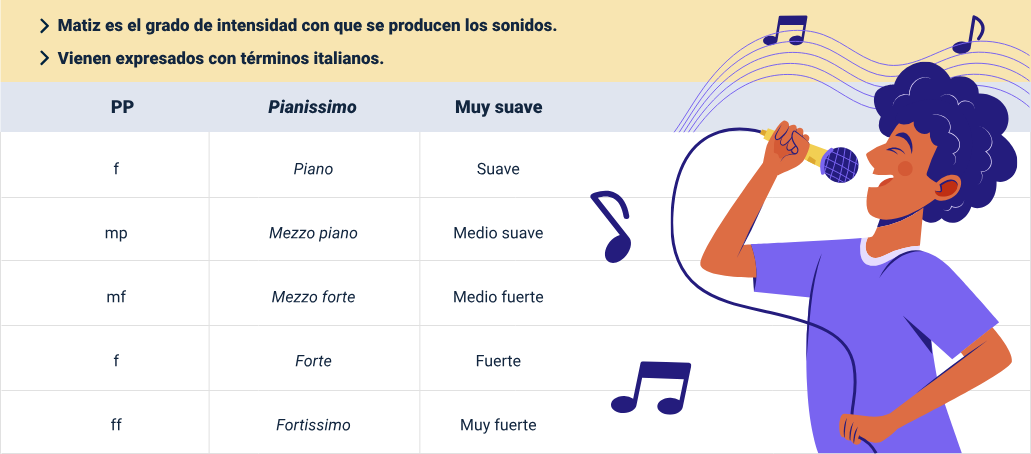 Matiz es el grado de intensidad con que se producen los sonidos.
Vienen expresados con términos italianos.
PP Pianissimo Muy suave
f Piano Suave
mp Mezzo piano Medio suave
mf Mezzo forte Medio fuerte
f Forte Fuerte
ff Fortissimo Muy fuerte